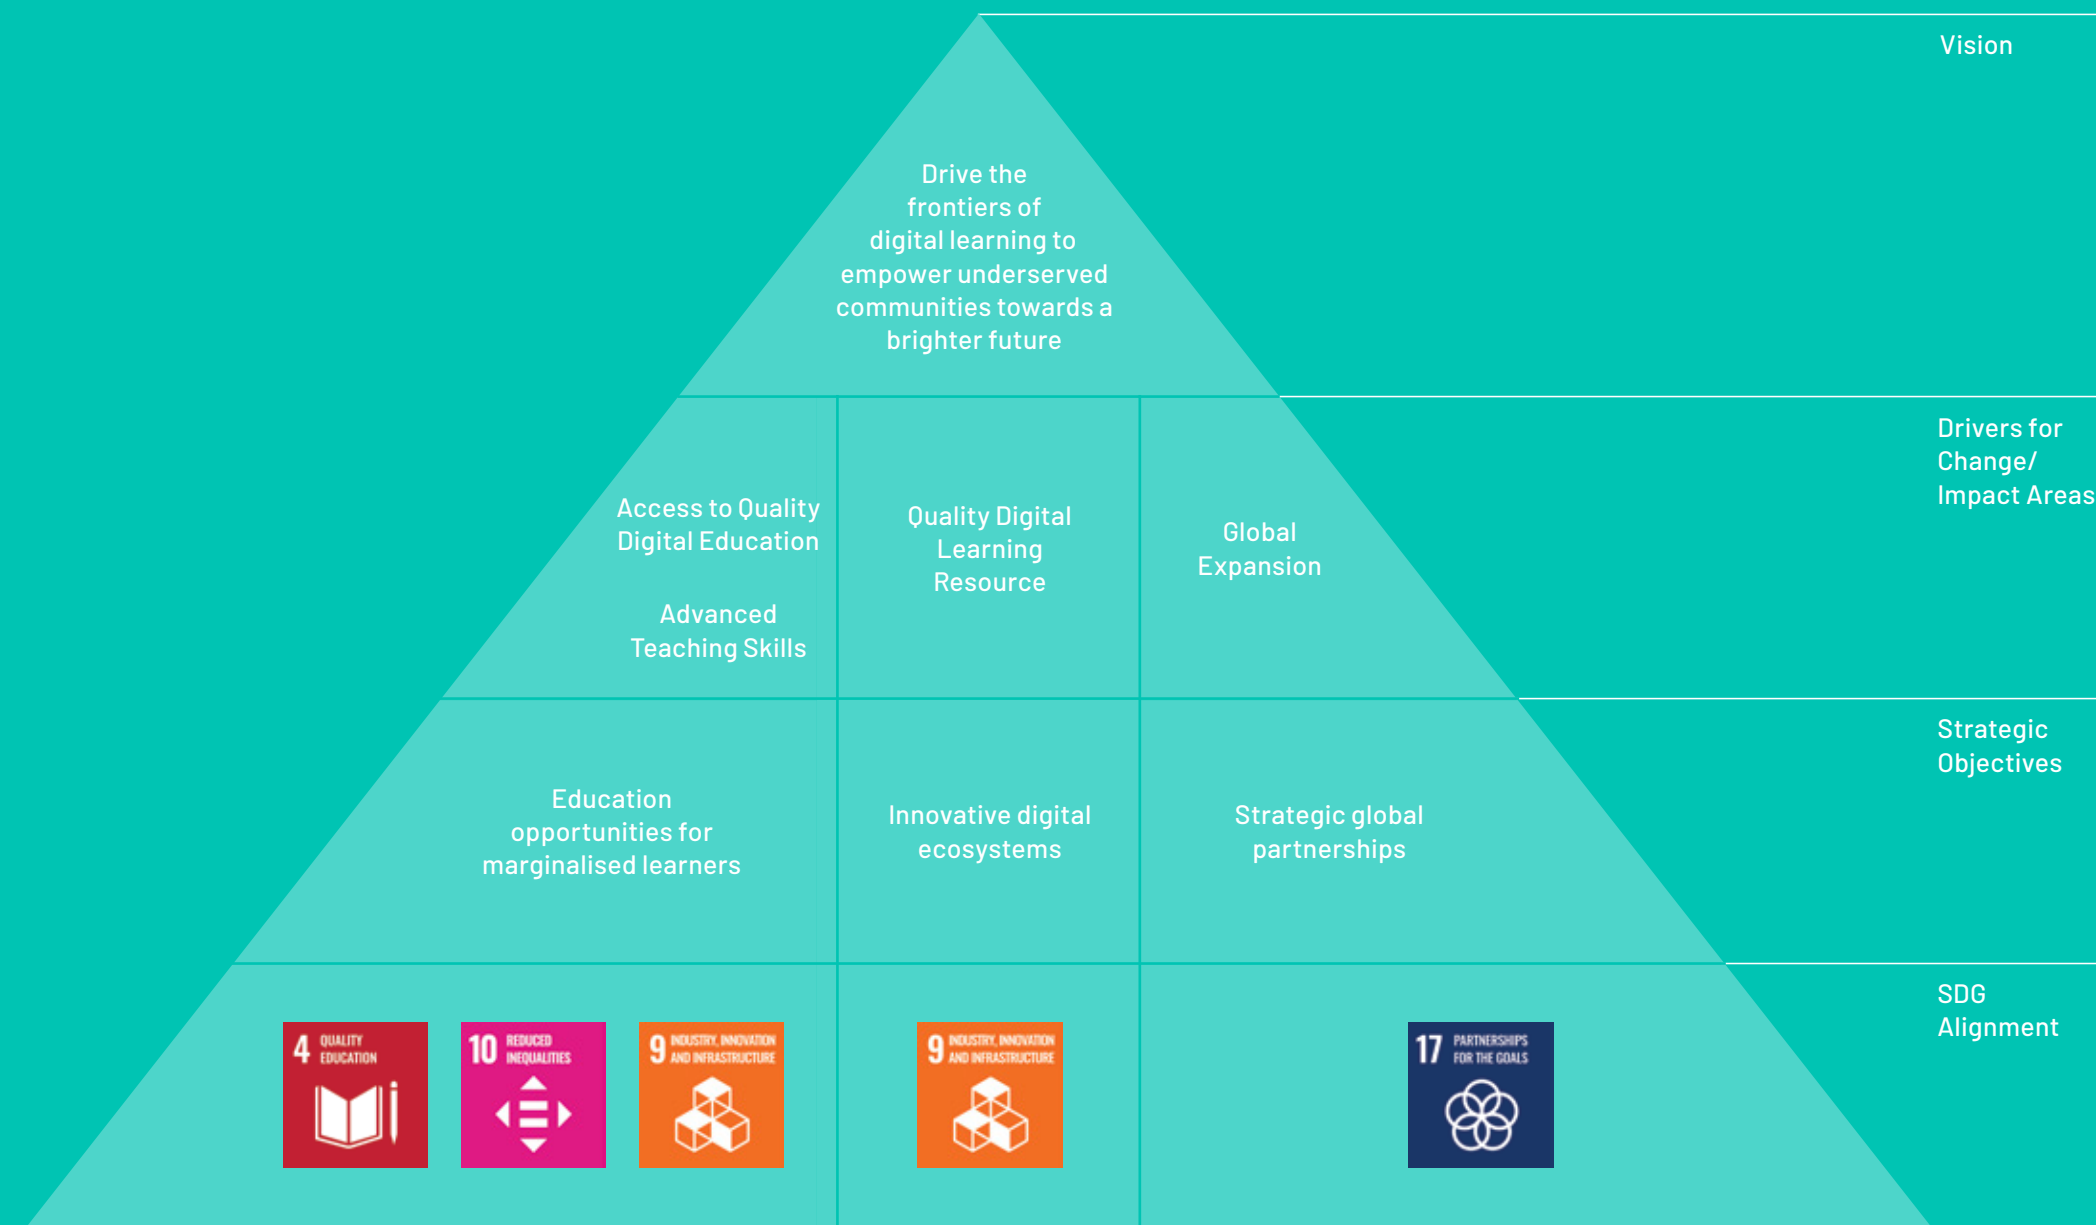 Vision
Drive the
frontiers of
digital learning to
empower underserved
communities towards a
brighter future
Drivers for
Change/
Impact Areas
Access to Quality
Digital Education
Advanced
Teaching Skills
Quality Digital
Learning
Resource
Global
Expansion
Strategic
Objectives
Education
opportunities for
marginalised learners
Innovative digital
ecosystems
Strategic global
partnerships
SDG
Alignment
4 QUALITY
EDUCATION
10 REDUCED
INEQUALITIES
9 INDUSTRY, INNOVATION
AND INFRASTRUCTURE
9 INDUSTRY, INNOVATION
AND INFRASTRUCTURE
17 PARTNERSHIPS
FOR THE GOALS